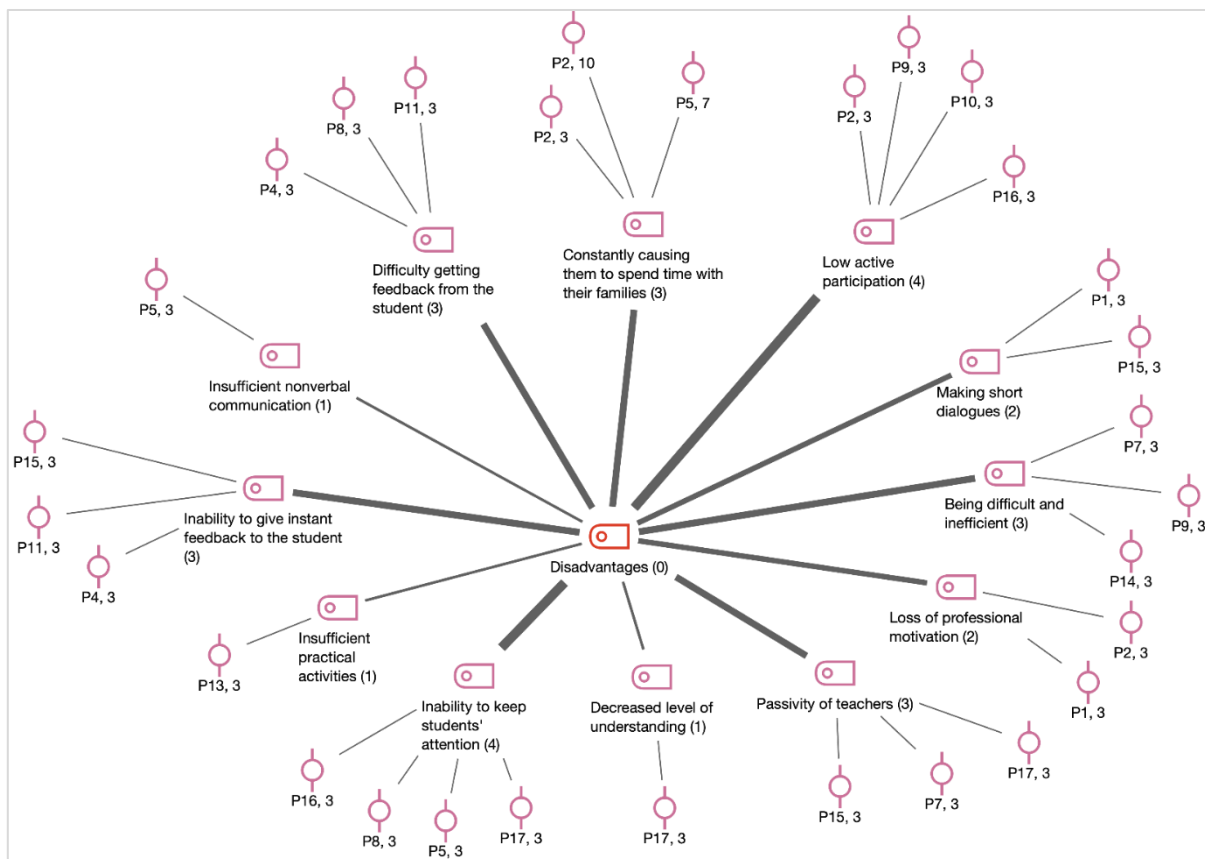 P2, 10
P9, 3
P11, 3
P5, 7
P10, 3
P8, 3
P2, 3
P2, 3
P4, 3
P16, 3
Difficulty getting
feedback from the
student (3)
Constantly causing
them to spend time with
their families (3)
Low active
participation (4)
P5, 3
P1, 3
Insufficient nonverbal
communication (1)
Making short
dialogues (2)
P15, 3
P15, 3
P7, 3
P11, 3
Inability to give instant
feedback to the student
(3)
Being difficult and
inefficient (3)
P9, 3
P4, 3
Disadvantages (0)
P14, 3
Insufficient
practical
activities (1)
Loss of professional
motivation (2)
P13, 3
P2, 3
Inability to keep
students'
attention (4)
Decreased level of
understanding (1)
Passivity of teachers (3)
P1, 3
P16, 3
P8, 3
P5, 3
P17, 3
P17, 3
P15, 3
P7, 3
P17, 3